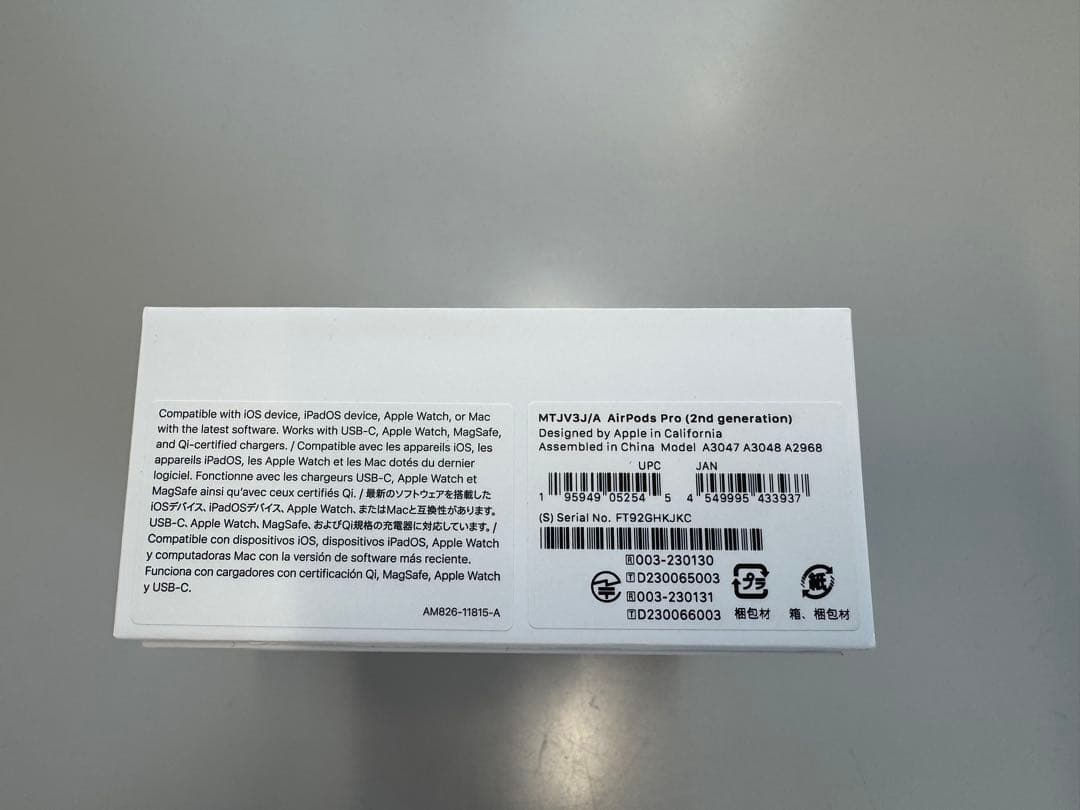 Compatible with iOS device, iPadOS device, Apple Watch, or Mac
with the latest software. Works with USB-C, Apple Watch, MagSafe,
and Qi-certified chargers. / Compatible avec les appareils iOS, les
appareils iPadOS, les Apple Watch et les Mac dotés du dernier
logiciel. Fonctionne avec les chargeurs USB-C, Apple Watch et
MagSafe ainsi qu'avec ceux certifiés Qi. / 最新のソフトウェアを搭載した
iOSデバイス、iPadOSデバイス、Apple Watch、またはMacと互換性があります。
USB-C、Apple Watch、MagSafe、およびQi規格の充電器に対応しています。/
Compatible con dispositivos iOS, dispositivos iPadOS, Apple Watch
y computadoras Mac con la versión de software más reciente.
Funciona con cargadores con certificación Qi, MagSafe, Apple Watch
y USB-C.
AM826-11815-A
MTJV3J/A AirPods Pro (2nd generation)
Designed by Apple in California
Assembled in China Model A3047 A3048 A2968
UPC JAN
1 95949 05254 5 4 549995 433937
(S) Serial No. FT92GHKJKC
R 003-230130
T D230065003
R 003-230131
T D230066003
プラ
梱包材
紙
箱、梱包材